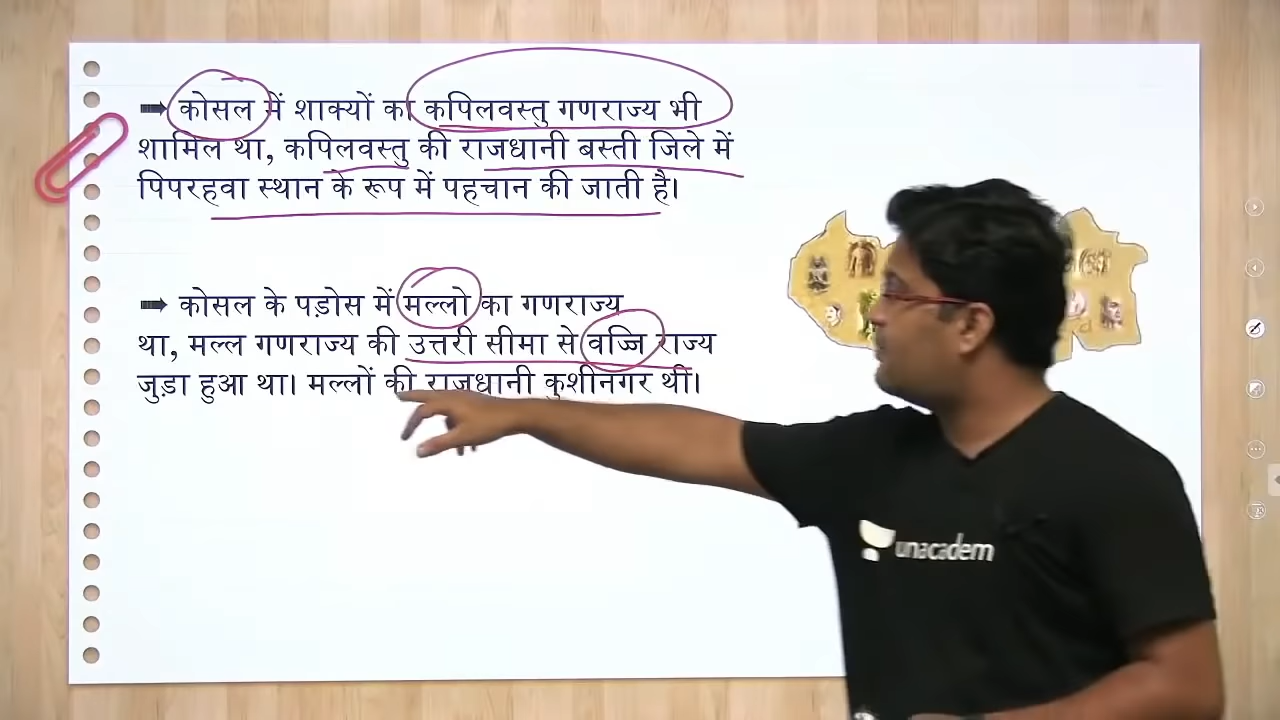 ➡ कोसल में शाक्यों का कपिलवस्तु गणराज्य भी
शामिल था, कपिलवस्तु की राजधानी बस्ती जिले में
पिपरहवा स्थान के रूप में पहचान की जाती है।
➡ कोसल के पड़ोस में मल्लो का गणराज्य
था, मल्ल गणराज्य की उत्तरी सीमा से वज्जि राज्य
जुड़ा हुआ था। मल्लों की राजधानी कुशीनगर थी।
unacadem